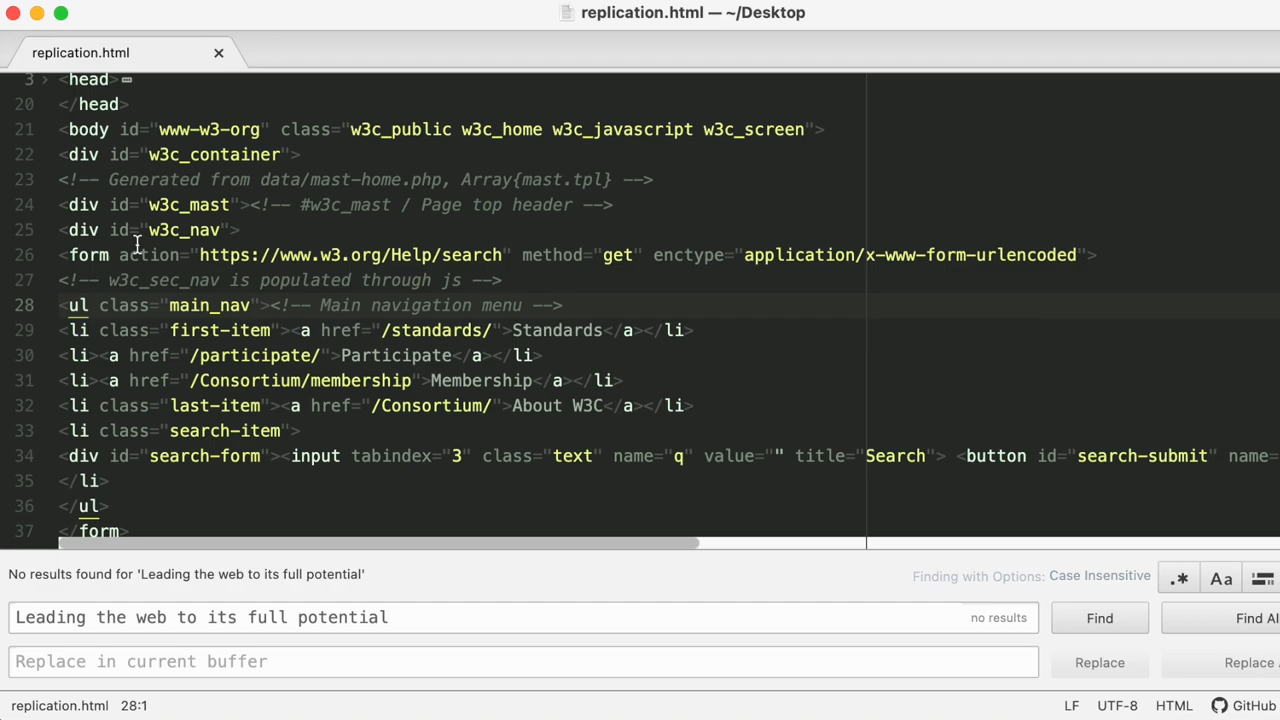 replication.html — ~/Desktop
replication.html
3 <head>
20 </head>
21 <body id="www-w3-org" class="w3c_public w3c_home w3c_javascript w3c_screen">
22 <div id="w3c_container">
23 <!-- Generated from data/mast-home.php, Array{mast.tpl} -->
24 <div id="w3c_mast"><!-- #w3c_mast / Page top header -->
25 <div id="w3c_nav">
26 <form action="https://www.w3.org/Help/search" method="get" enctype="application/x-www-form-urlencoded">
27 <!-- w3c_sec_nav is populated through js -->
28 <ul class="main_nav"><!-- Main navigation menu -->
29 <li class="first-item"><a href="/standards/">Standards</a></li>
30 <li><a href="/participate/">Participate</a></li>
31 <li><a href="/Consortium/membership">Membership</a></li>
32 <li class="last-item"><a href="/Consortium/">About W3C</a></li>
33 <li class="search-item">
34 <div id="search-form"><input tabindex="3" class="text" name="q" value="" title="Search"> <button id="search-submit" name=
35 </li>
36 </ul>
37 </form>
No results found for 'Leading the web to its full potential'
Finding with Options: Case Insensitive
.* Aa
Leading the web to its full potential no results Find Find Al
Replace in current buffer Replace Replace
replication.html 28:1 LF UTF-8 HTML GitHub